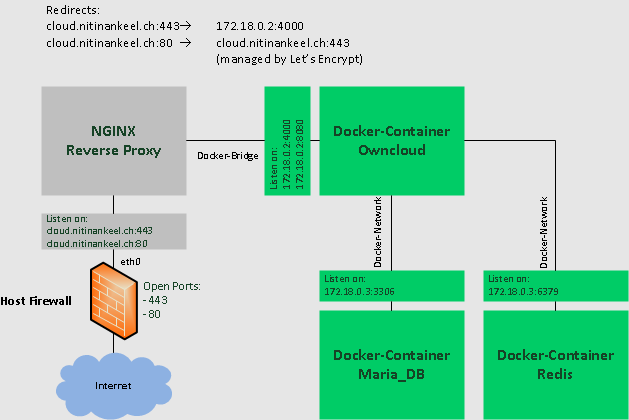 Redirects:
cloud.nitinankeel.ch:443→ 172.18.0.2:4000
cloud.nitinankeel.ch:80 → cloud.nitinankeel.ch:443
(managed by Let's Encrypt)
NGINX
Reverse Proxy
Docker-Bridge
Listen on:
172.18.0.2:4000
172.18.0.2:8080
Docker-Container
Owncloud
Listen on:
cloud.nitinankeel.ch:443
cloud.nitinankeel.ch:80
eth0
Host Firewall
Open Ports:
- 443
- 80
Internet
Docker-Network
Docker-Network
Listen on:
172.18.0.3:3306
Docker-Container
Maria_DB
Listen on:
172.18.0.3:6379
Docker-Container
Redis